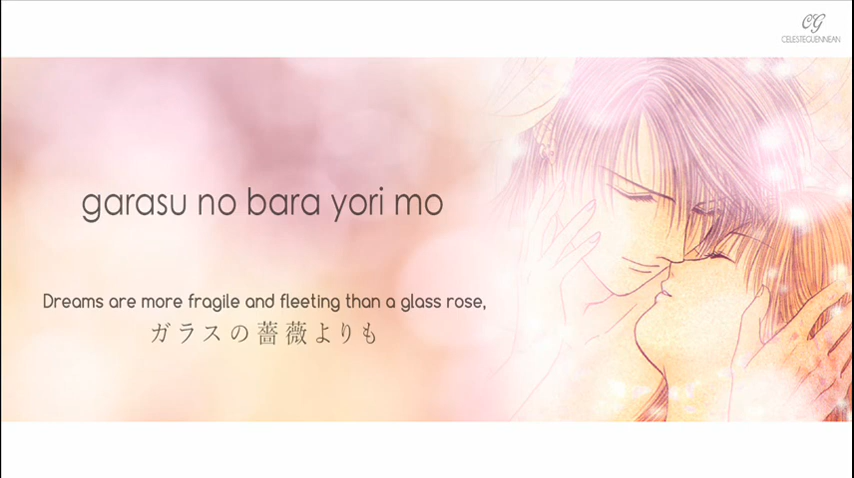 CG
CELESTEGUENNEAN
garasu no bara yori mo
Dreams are more fragile and fleeting than a glass rose,
ガラスの薔薇よりも